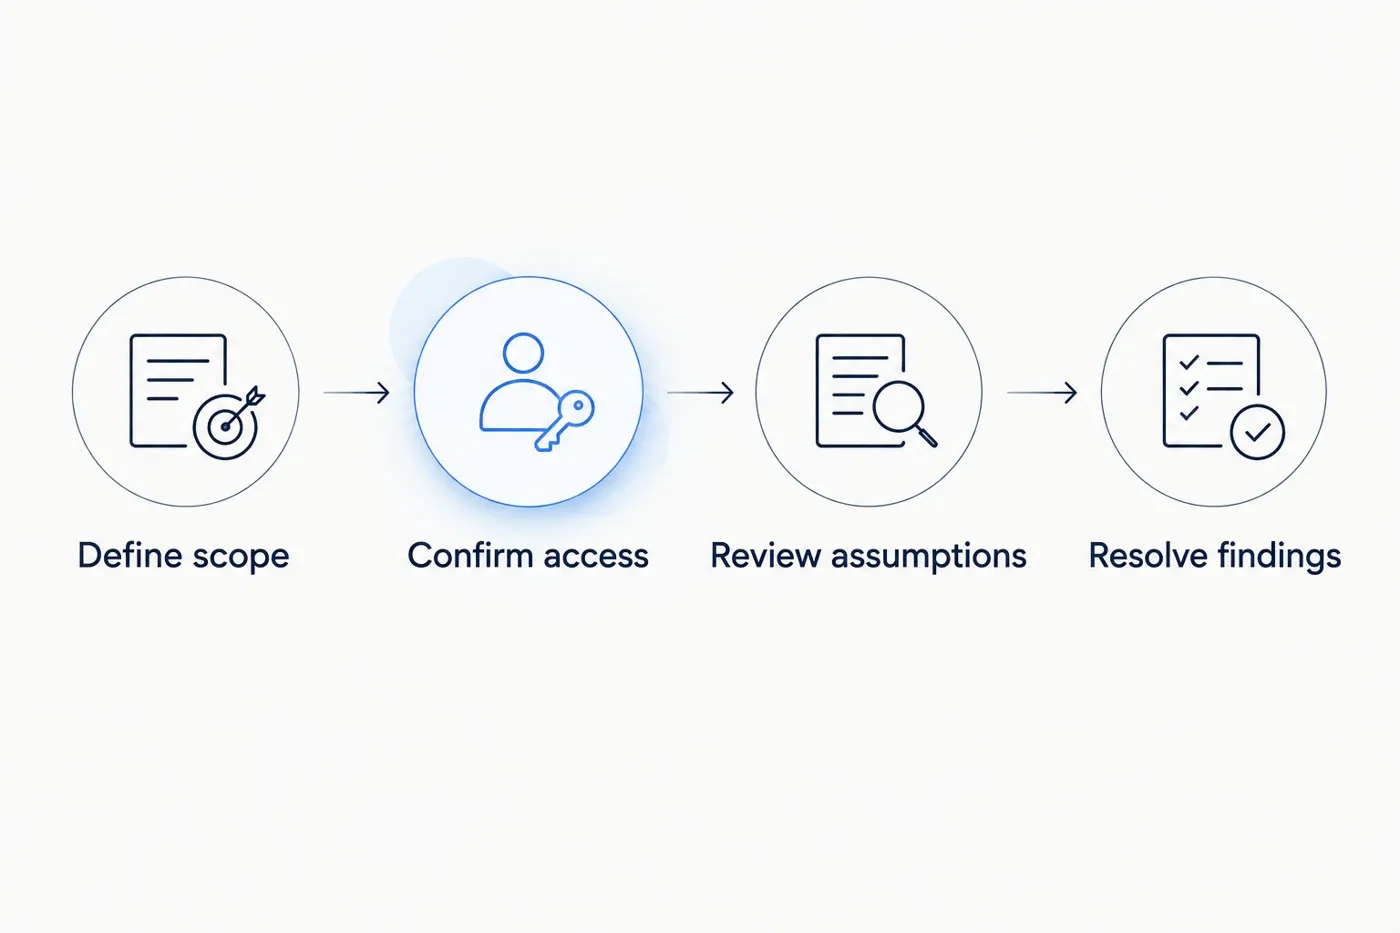 Define scope
Confirm access
Review assumptions
Resolve findings